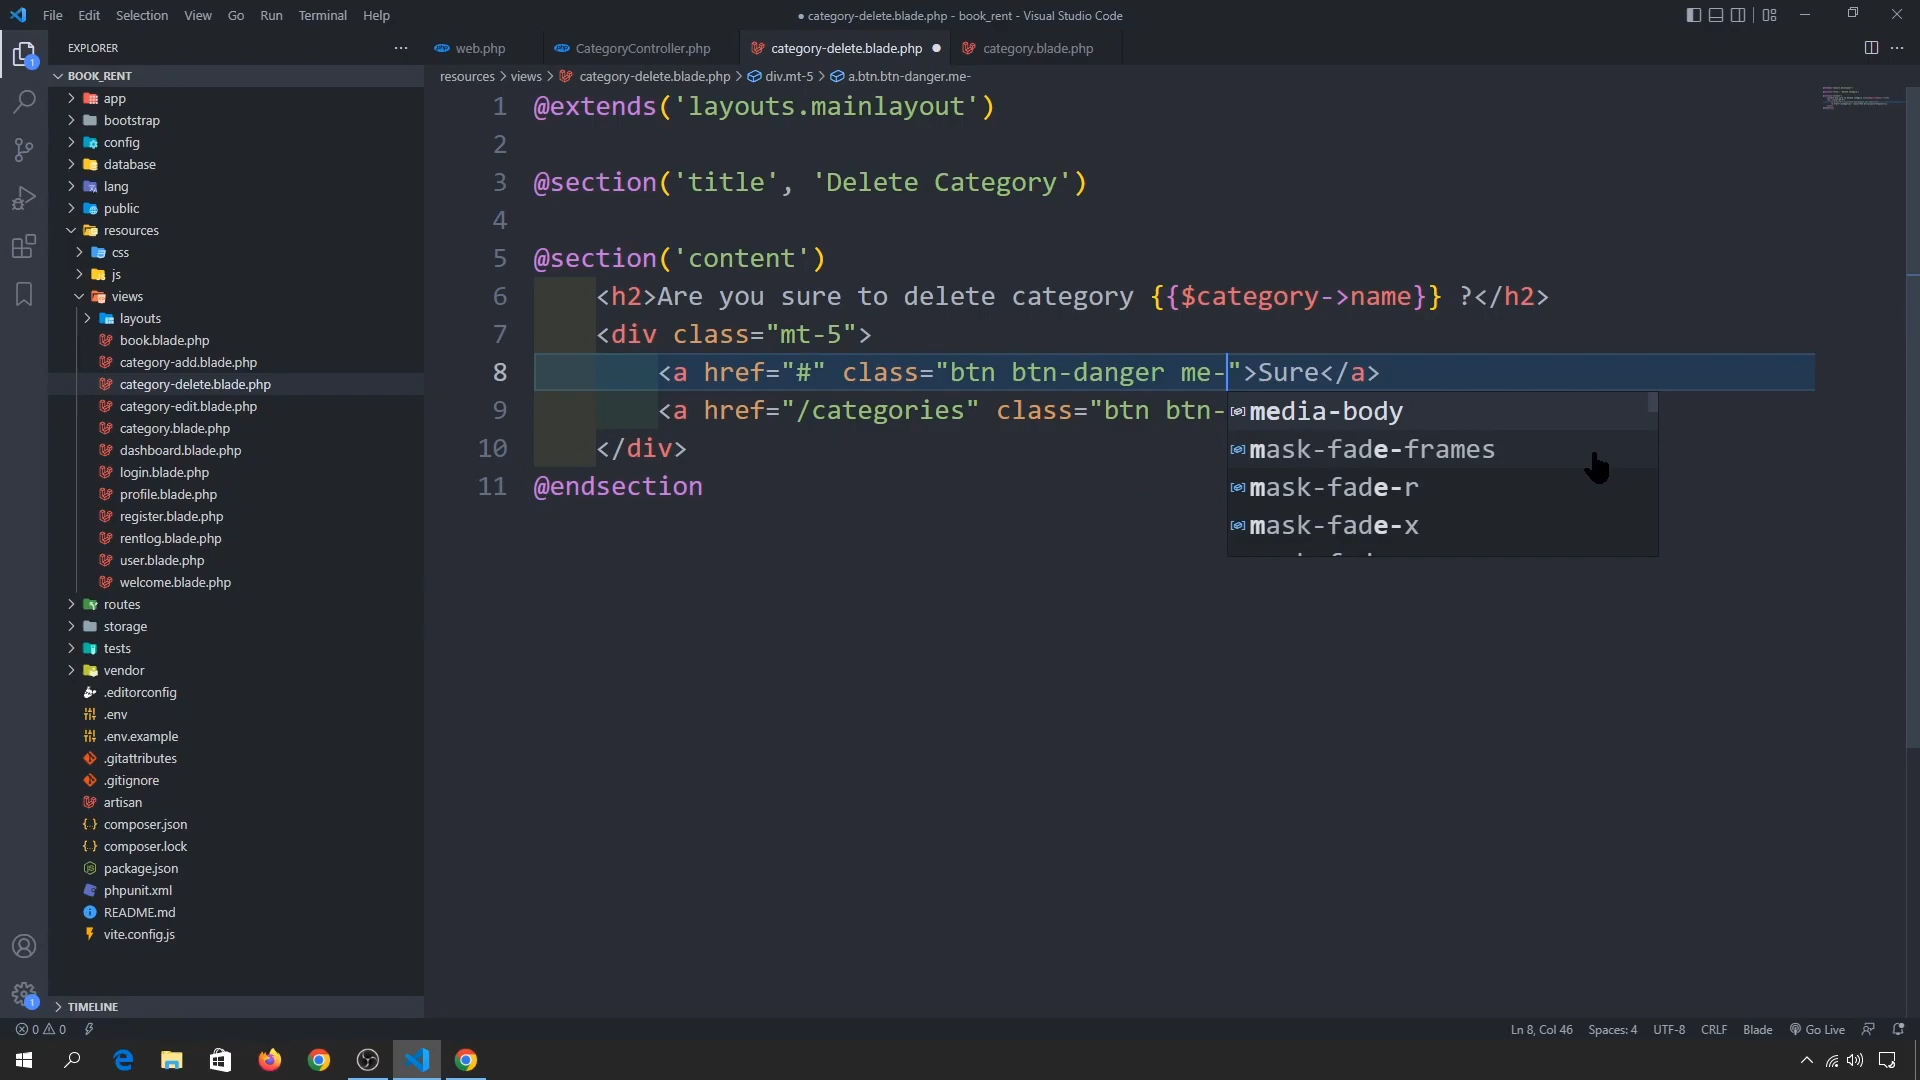 File Edit Selection View Go Run Terminal Help
● category-delete.blade.php - book_rent - Visual Studio Code
EXPLORER
web.php
CategoryController.php
category-delete.blade.php
category.blade.php
resources > views > category-delete.blade.php > div.mt-5 > a.btn.btn-danger.me-
BOOK_RENT
app
bootstrap
config
database
lang
public
resources
css
js
views
layouts
book.blade.php
category-add.blade.php
category-delete.blade.php
category-edit.blade.php
category.blade.php
dashboard.blade.php
login.blade.php
profile.blade.php
register.blade.php
rentlog.blade.php
user.blade.php
welcome.blade.php
routes
storage
tests
vendor
.editorconfig
.env
.env.example
.gitattributes
.gitignore
artisan
composer.json
composer.lock
package.json
phpunit.xml
README.md
vite.config.js
TIMELINE
1 @extends('layouts.mainlayout')
2
3 @section('title', 'Delete Category')
4
5 @section('content')
6 <h2>Are you sure to delete category {{$category->name}} ?</h2>
7 <div class="mt-5">
8 <a href="#" class="btn btn-danger me-">Sure</a>
9 <a href="/categories" class="btn btn-
10 </div>
11 @endsection
media-body
mask-fade-frames
mask-fade-r
mask-fade-x
0 0
Ln 8, Col 46 Spaces: 4 UTF-8 CRLF Blade Go Live
1
1